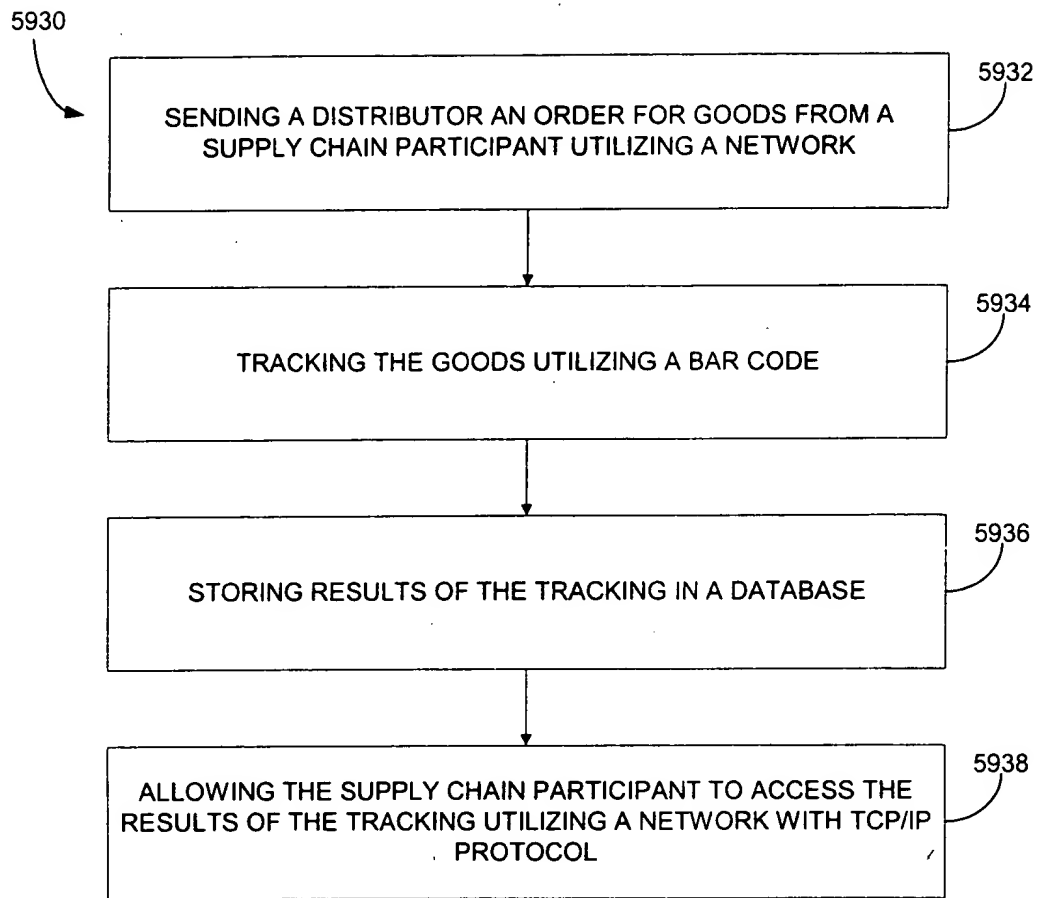 5930
5932
SENDING A DISTRIBUTOR AN ORDER FOR GOODS FROM A
SUPPLY CHAIN PARTICIPANT UTILIZING A NETWORK
5934
TRACKING THE GOODS UTILIZING A BAR CODE
5936
STORING RESULTS OF THE TRACKING IN A DATABASE
5938
ALLOWING THE SUPPLY CHAIN PARTICIPANT TO ACCESS THE
RESULTS OF THE TRACKING UTILIZING A NETWORK WITH TCP/IP
PROTOCOL